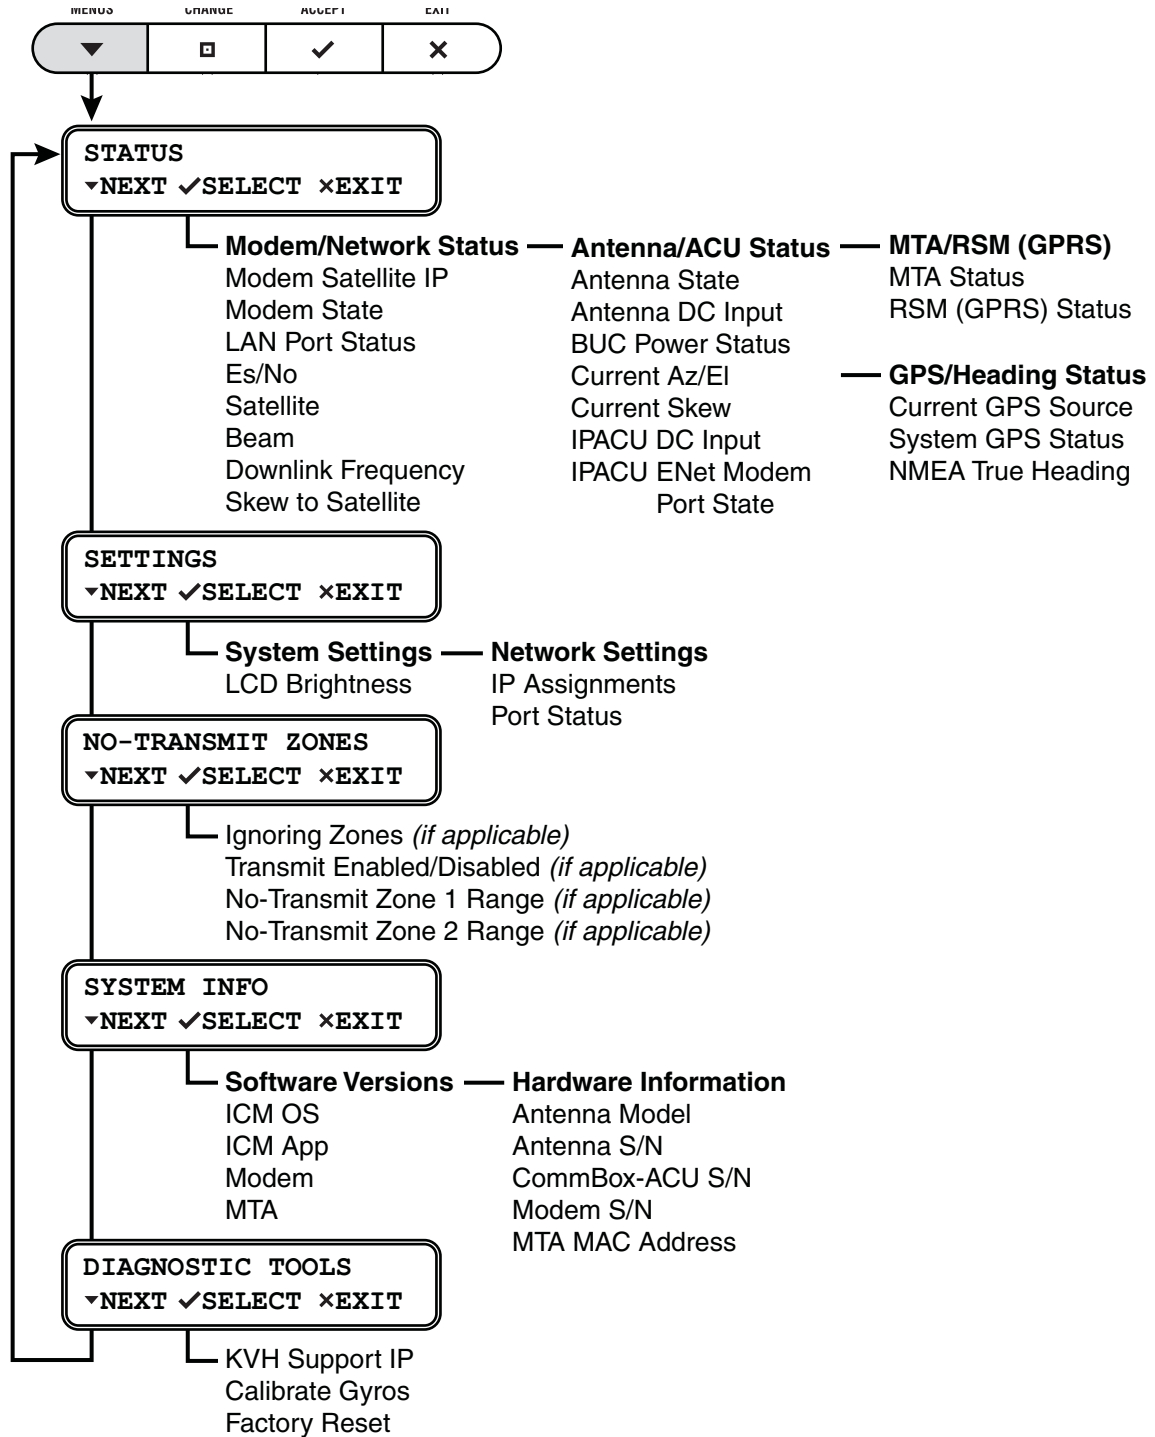 MENUS CHANGE ACCEPT EXIT
STATUS
NEXT SELECT EXIT
Modem/Network Status
Modem Satellite IP
Modem State
LAN Port Status
Es/No
Satellite
Beam
Downlink Frequency
Skew to Satellite
Antenna/ACU Status
Antenna State
Antenna DC Input
BUC Power Status
Current Az/El
Current Skew
IPACU DC Input
IPACU ENet Modem
Port State
MTA/RSM (GPRS)
MTA Status
RSM (GPRS) Status
GPS/Heading Status
Current GPS Source
System GPS Status
NMEA True Heading
SETTINGS
NEXT SELECT EXIT
System Settings
LCD Brightness
Network Settings
IP Assignments
Port Status
NO-TRANSMIT ZONES
NEXT SELECT EXIT
Ignoring Zones (if applicable)
Transmit Enabled/Disabled (if applicable)
No-Transmit Zone 1 Range (if applicable)
No-Transmit Zone 2 Range (if applicable)
SYSTEM INFO
NEXT SELECT EXIT
Software Versions
ICM OS
ICM App
Modem
MTA
Hardware Information
Antenna Model
Antenna S/N
CommBox-ACU S/N
Modem S/N
MTA MAC Address
DIAGNOSTIC TOOLS
NEXT SELECT EXIT
KVH Support IP
Calibrate Gyros
Factory Reset